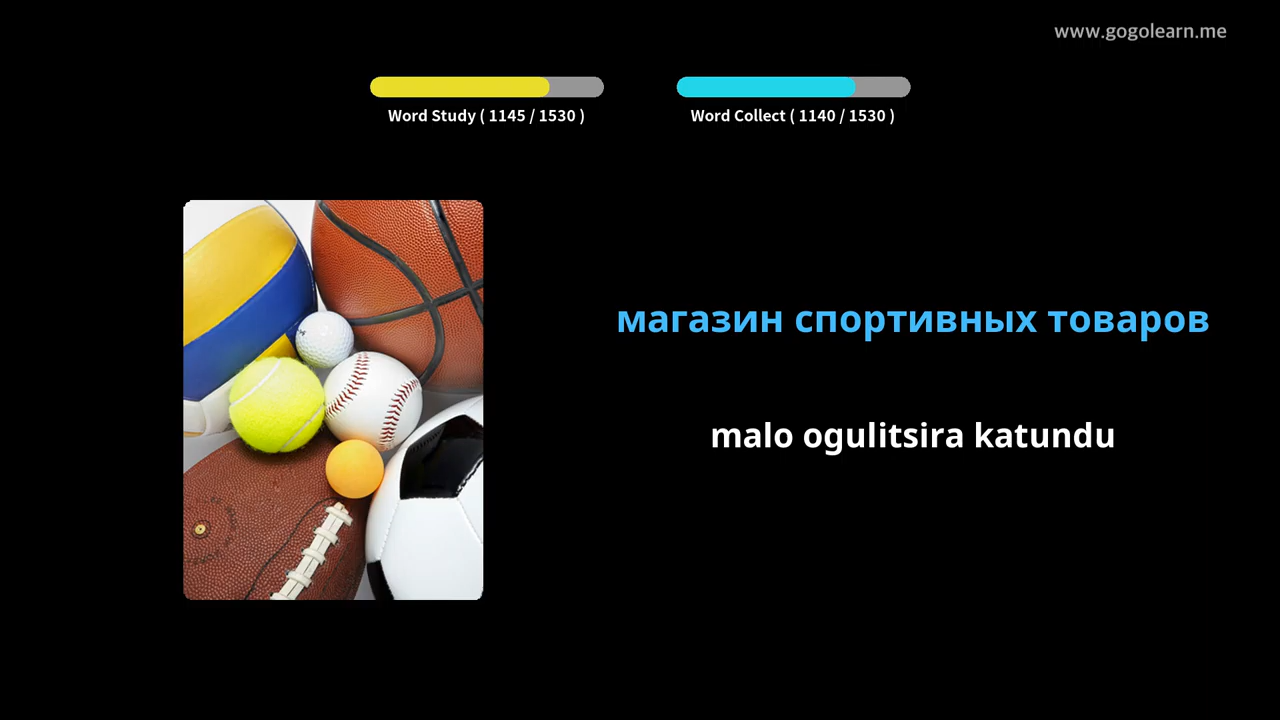 www.gogolearn.me
Word Study ( 1145 / 1530 )
Word Collect ( 1140 / 1530 )
магазин спортивных товаров
malo ogulitsira katundu